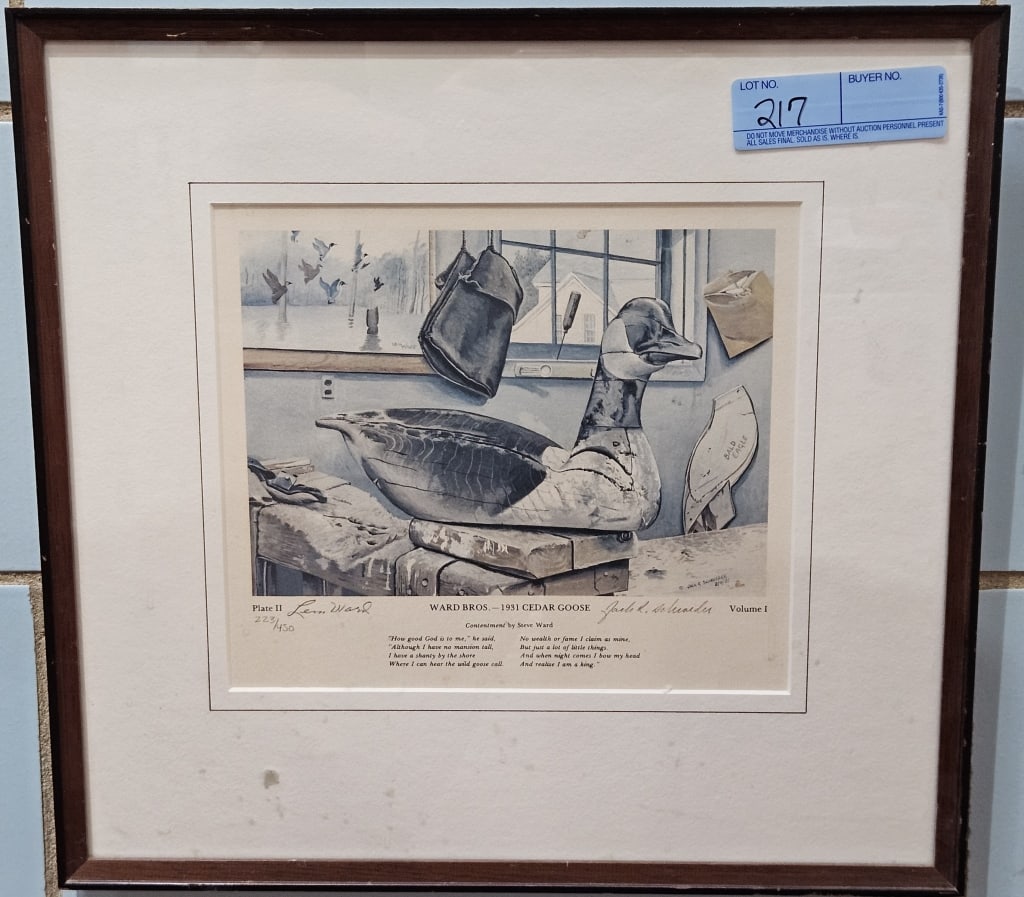 LOT NO.
BUYER NO.
217
DO NOT MOVE MERCHANDISE WITHOUT AUCTION PERSONNEL PRESENT
ALL SALES FINAL. SOLD AS IS. WHERE IS.
BALD
EAGLE
Plate II Lem Ward WARD BROS.—1931 CEDAR GOOSE Jack R. Schroeder Volume I
223/450
Contentment by Steve Ward
"How good God is to me," he said,
"Although I have no mansion tall,
I have a shanty by the shore
Where I can hear the wild goose call.
No wealth or fame I claim as mine,
But just a lot of little things.
And when night comes I bow my head
And realize I am a king."